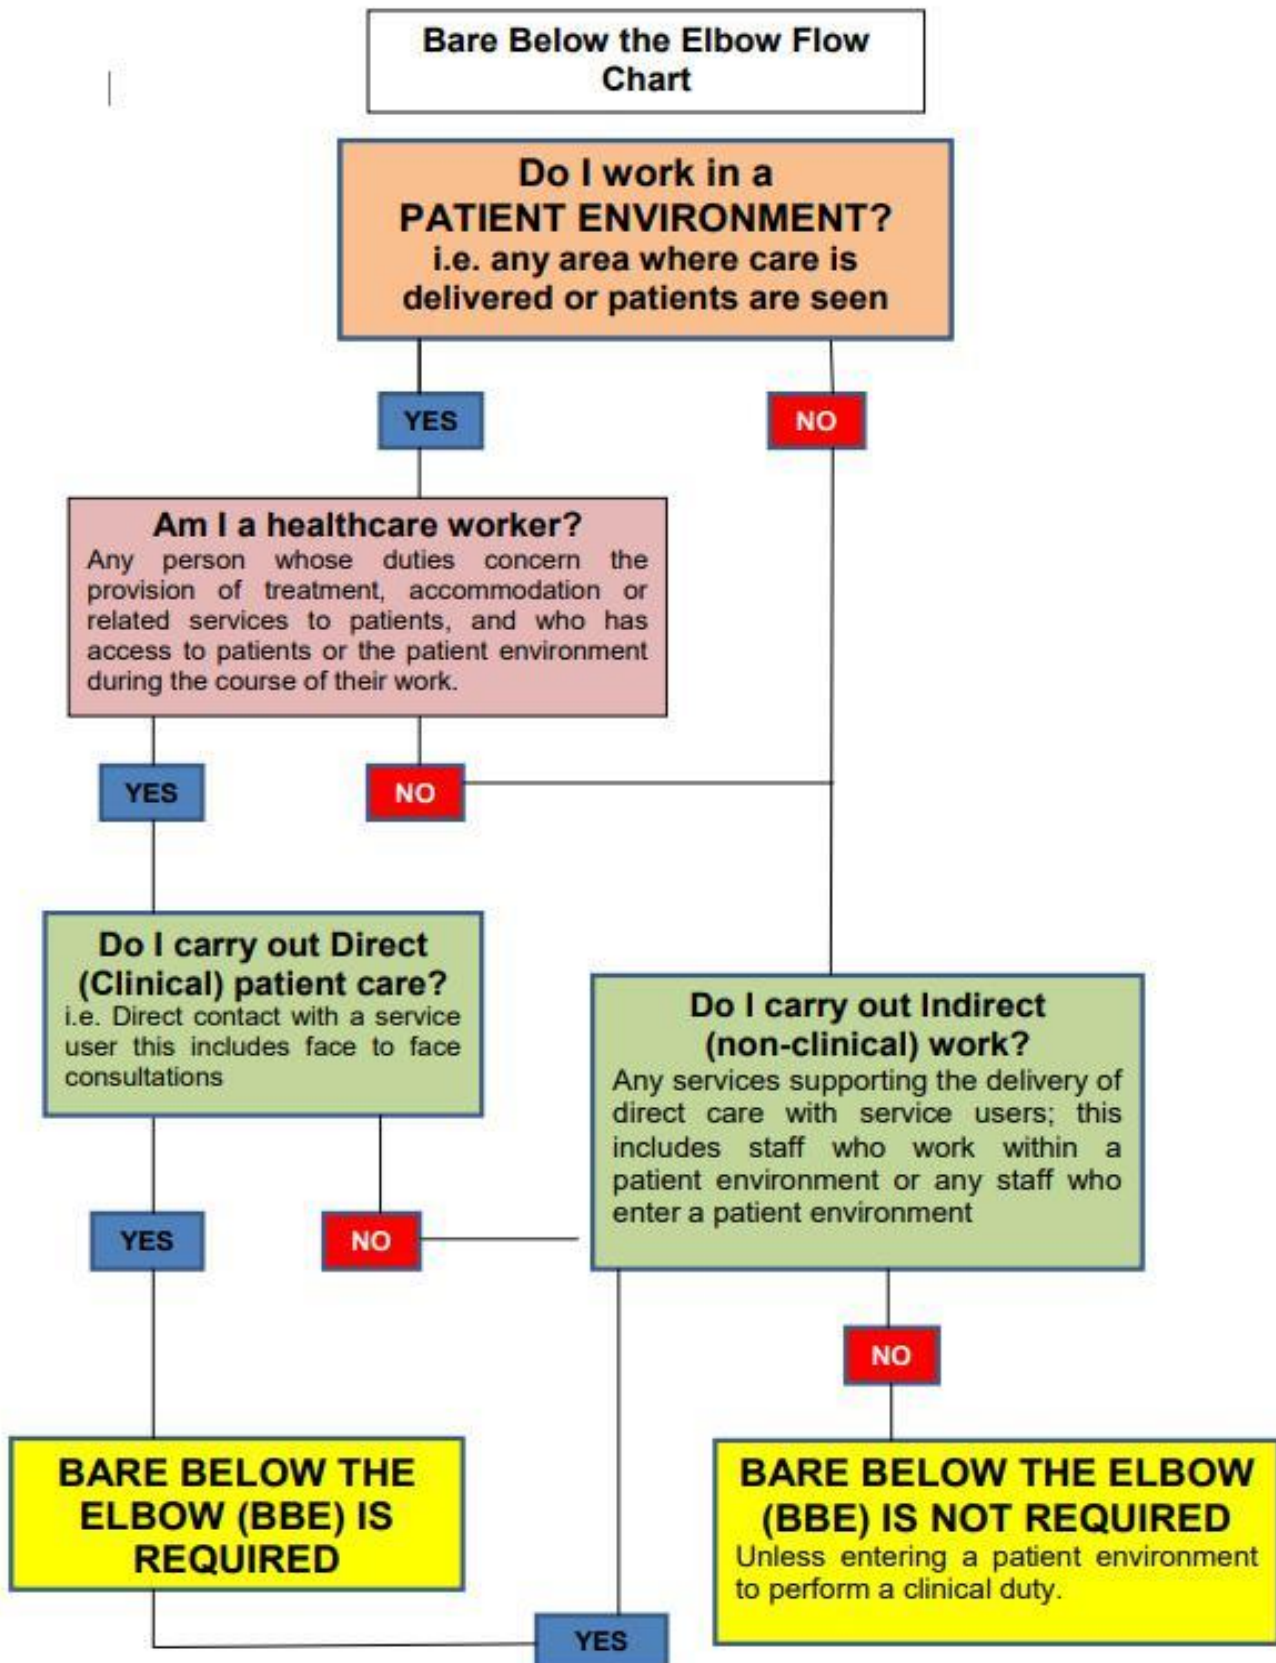 Bare Below the Elbow Flow
Chart
Do I work in a
PATIENT ENVIRONMENT?
i.e. any area where care is
delivered or patients are seen
YES
NO
Am I a healthcare worker?
Any person whose duties concern the
provision of treatment, accommodation or
related services to patients, and who has
access to patients or the patient environment
during the course of their work.
YES
NO
Do I carry out Direct
(Clinical) patient care?
i.e. Direct contact with a service
user this includes face to face
consultations
Do I carry out Indirect
(non-clinical) work?
Any services supporting the delivery of
direct care with service users; this
includes staff who work within a
patient environment or any staff who
enter a patient environment
YES
NO
NO
BARE BELOW THE
ELBOW (BBE) IS
REQUIRED
BARE BELOW THE ELBOW
(BBE) IS NOT REQUIRED
Unless entering a patient environment
to perform a clinical duty.
YES